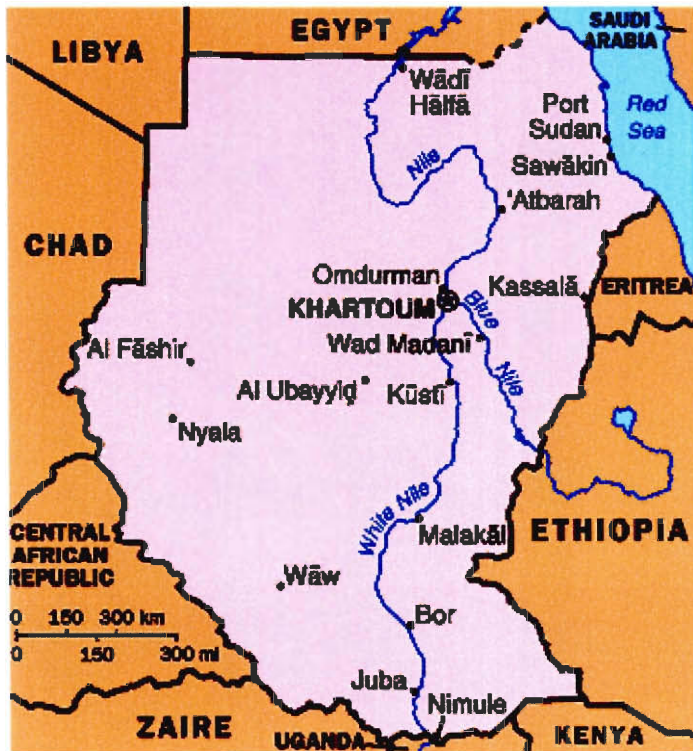 EGYPT
SAUDI
ARABIA
LIBYA
Wādī
Hālfā
Port
Sudan
Red
Sea
Nile
Sawākin
'Atbarah
CHAD
Omdurman
KHARTOUM
Kassalā
ERITREA
Blue
Nile
Al Fāshir
Wad Madanī
Al Ubayyiḍ
Kūstī
Nyala
White Nile
Malakāl
ETHIOPIA
CENTRAL
AFRICAN
REPUBLIC
Wāw
0 150 300 km
0 150 300 mi
Bor
Juba
Nimule
ZAIRE
UGANDA
KENYA